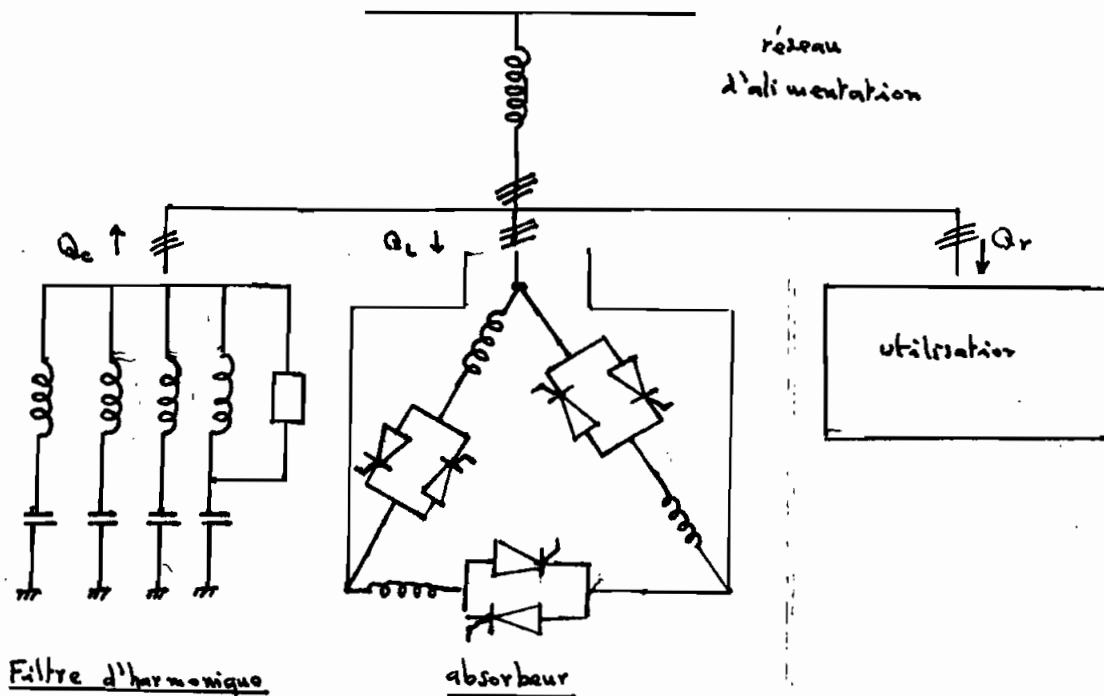 réseau
d'alimentation
Qc
QL
Qr
utilisation
Filtre d'harmonique
absorbeur